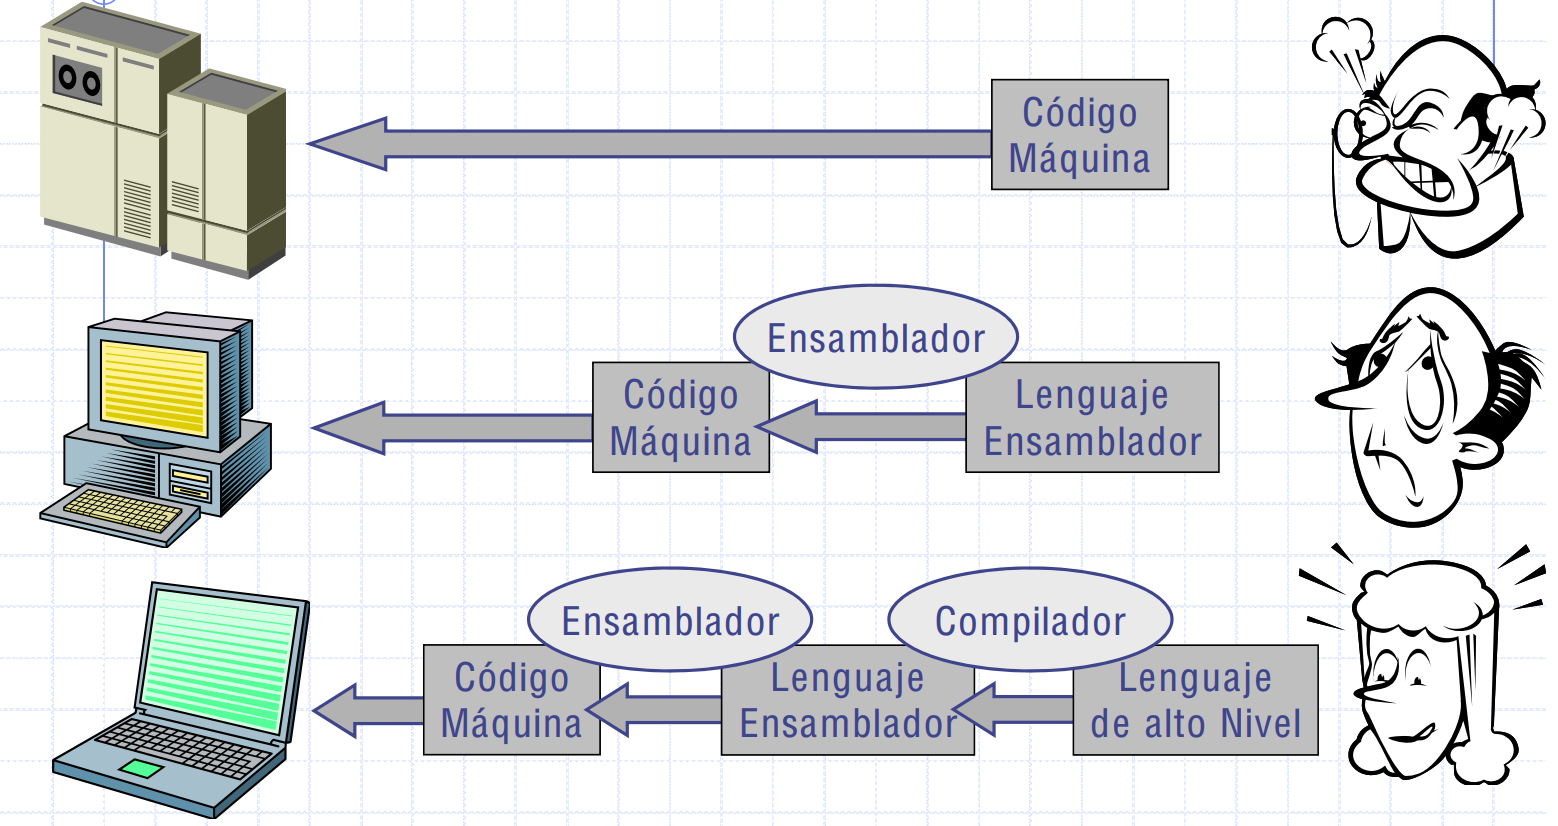 Código
Máquina
Ensamblador
Código
Máquina
Lenguaje
Ensamblador
Ensamblador
Compilador
Código
Máquina
Lenguaje
Ensamblador
Lenguaje
de alto Nivel